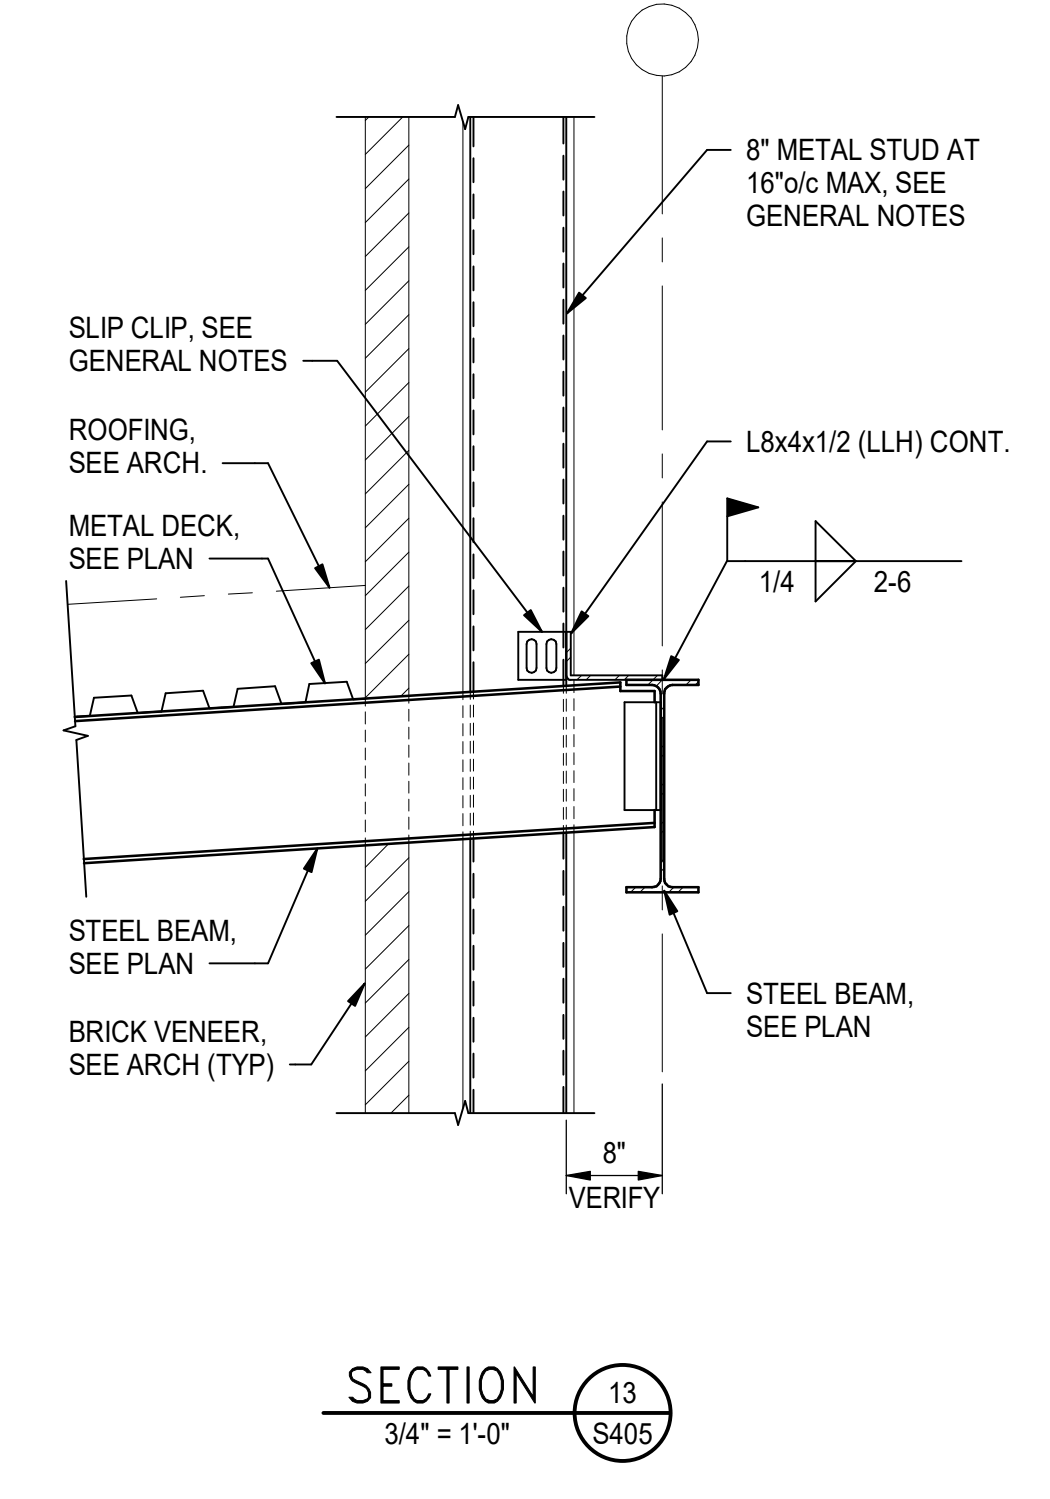 8" METAL STUD AT
16"o/c MAX, SEE
GENERAL NOTES
SLIP CLIP, SEE
GENERAL NOTES
ROOFING,
SEE ARCH.
L8x4x1/2 (LLH) CONT.
METAL DECK,
SEE PLAN
1/4
2-6
STEEL BEAM,
SEE PLAN
STEEL BEAM,
SEE PLAN
BRICK VENEER,
SEE ARCH (TYP)
8"
VERIFY
SECTION
3/4" = 1'-0"
13
S405